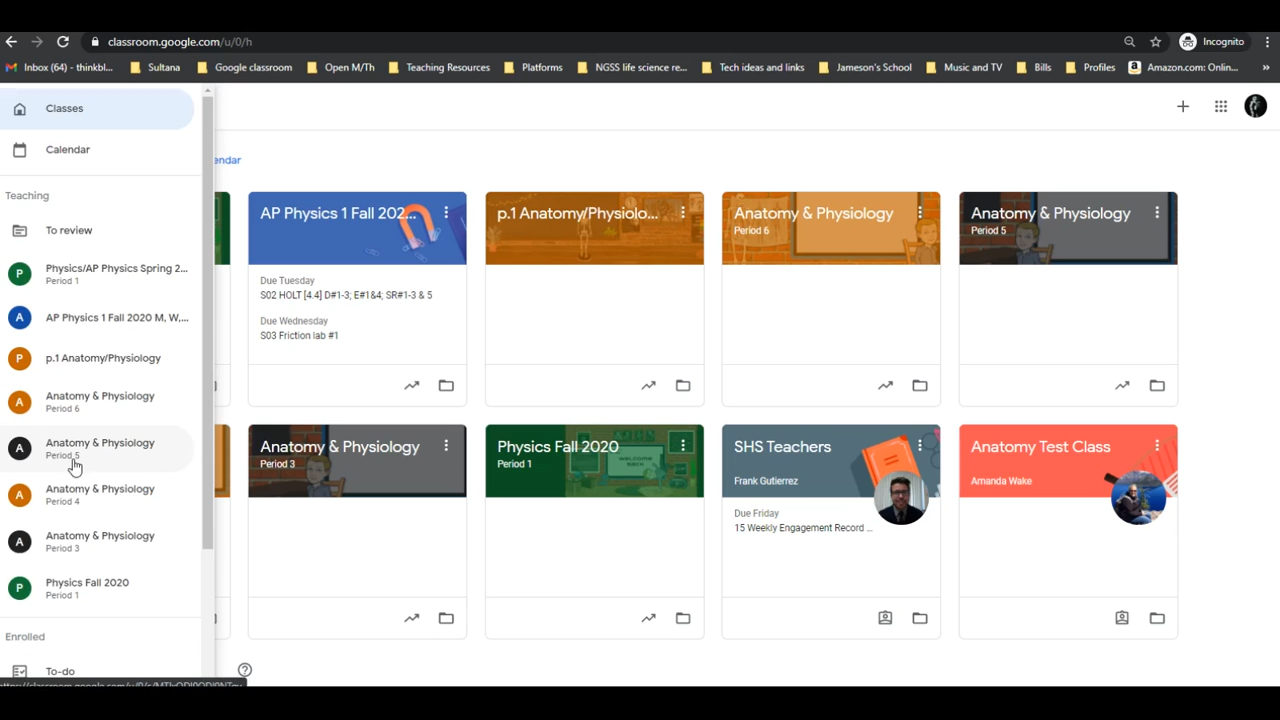 classroom.google.com/u/0/h
Incognito
Inbox (64) - thinkbl...
Sultana
Google classroom
Open M/Th
Teaching Resources
Platforms
NGSS life science re...
Tech ideas and links
Jameson's School
Music and TV
Bills
Profiles
Amazon.com: Onlin...
»
Classes
Calendar
Teaching
To review
P
Physics/AP Physics Spring 2...
Period 1
A
AP Physics 1 Fall 2020 M, W,...
P
p.1 Anatomy/Physiology
A
Anatomy & Physiology
Period 6
A
Anatomy & Physiology
Period 5
A
Anatomy & Physiology
Period 4
A
Anatomy & Physiology
Period 3
P
Physics Fall 2020
Period 1
Enrolled
To-do
endar
AP Physics 1 Fall 202...
Due Tuesday
S02 HOLT [4.4] D#1-3; E#1&4; SR#1-3 & 5
Due Wednesday
S03 Friction lab #1
p.1 Anatomy/Physiolo...
Anatomy & Physiology
Period 6
Anatomy & Physiology
Period 5
Anatomy & Physiology
Period 3
Physics Fall 2020
Period 1
WELCOME
BACK
SHS Teachers
Frank Gutierrez
Due Friday
15 Weekly Engagement Record ...
Anatomy Test Class
Amanda Wake